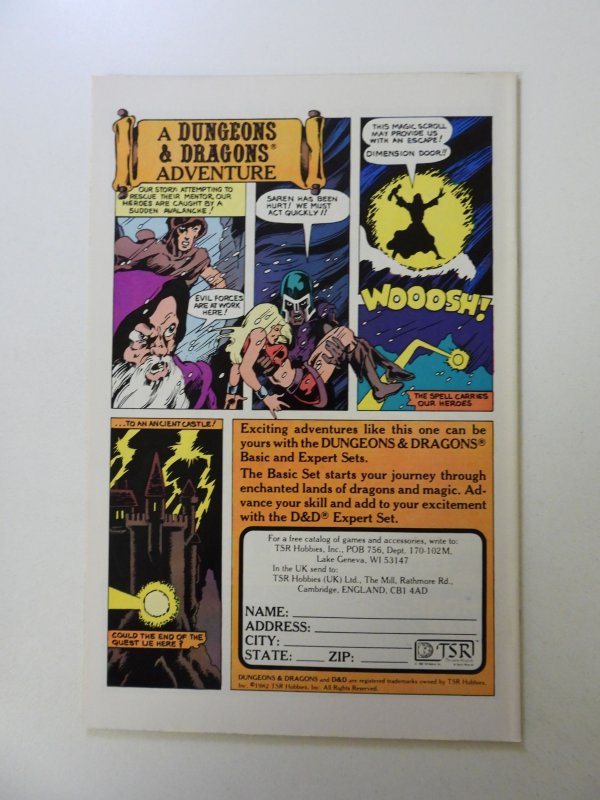 A DUNGEONS
& DRAGONS®
ADVENTURE
OUR STORY: ATTEMPTING TO
RESCUE THEIR MENTOR, OUR
HEROES ARE CAUGHT BY A
SUDDEN AVALANCHE!
EVIL FORCES
ARE AT WORK
HERE!
SAREN HAS BEEN
HURT! WE MUST
ACT QUICKLY!!
THIS MAGIC SCROLL
MAY PROVIDE US
WITH AN ESCAPE!
DIMENSION DOOR!!
WOOOSH!
THE SPELL CARRIES
OUR HEROES
...TO AN ANCIENT CASTLE!
COULD THE END OF THE
QUEST LIE HERE?
Exciting adventures like this one can be
yours with the DUNGEONS & DRAGONS®
Basic and Expert Sets.
The Basic Set starts your journey through
enchanted lands of dragons and magic. Ad-
vance your skill and add to your excitement
with the D&D® Expert Set.
For a free catalog of games and accessories, write to:
TSR Hobbies, Inc., POB 756, Dept. 170-102M,
Lake Geneva, WI 53147
In the UK send to:
TSR Hobbies (UK) Ltd., The Mill, Rathmore Rd.,
Cambridge, ENGLAND, CB1 4AD
NAME:
ADDRESS:
CITY:
STATE: ZIP:
TSR
DUNGEONS & DRAGONS and D&D are registered trademarks owned by TSR Hobbies,
Inc. ©1982 TSR Hobbies, Inc. All Rights Reserved.